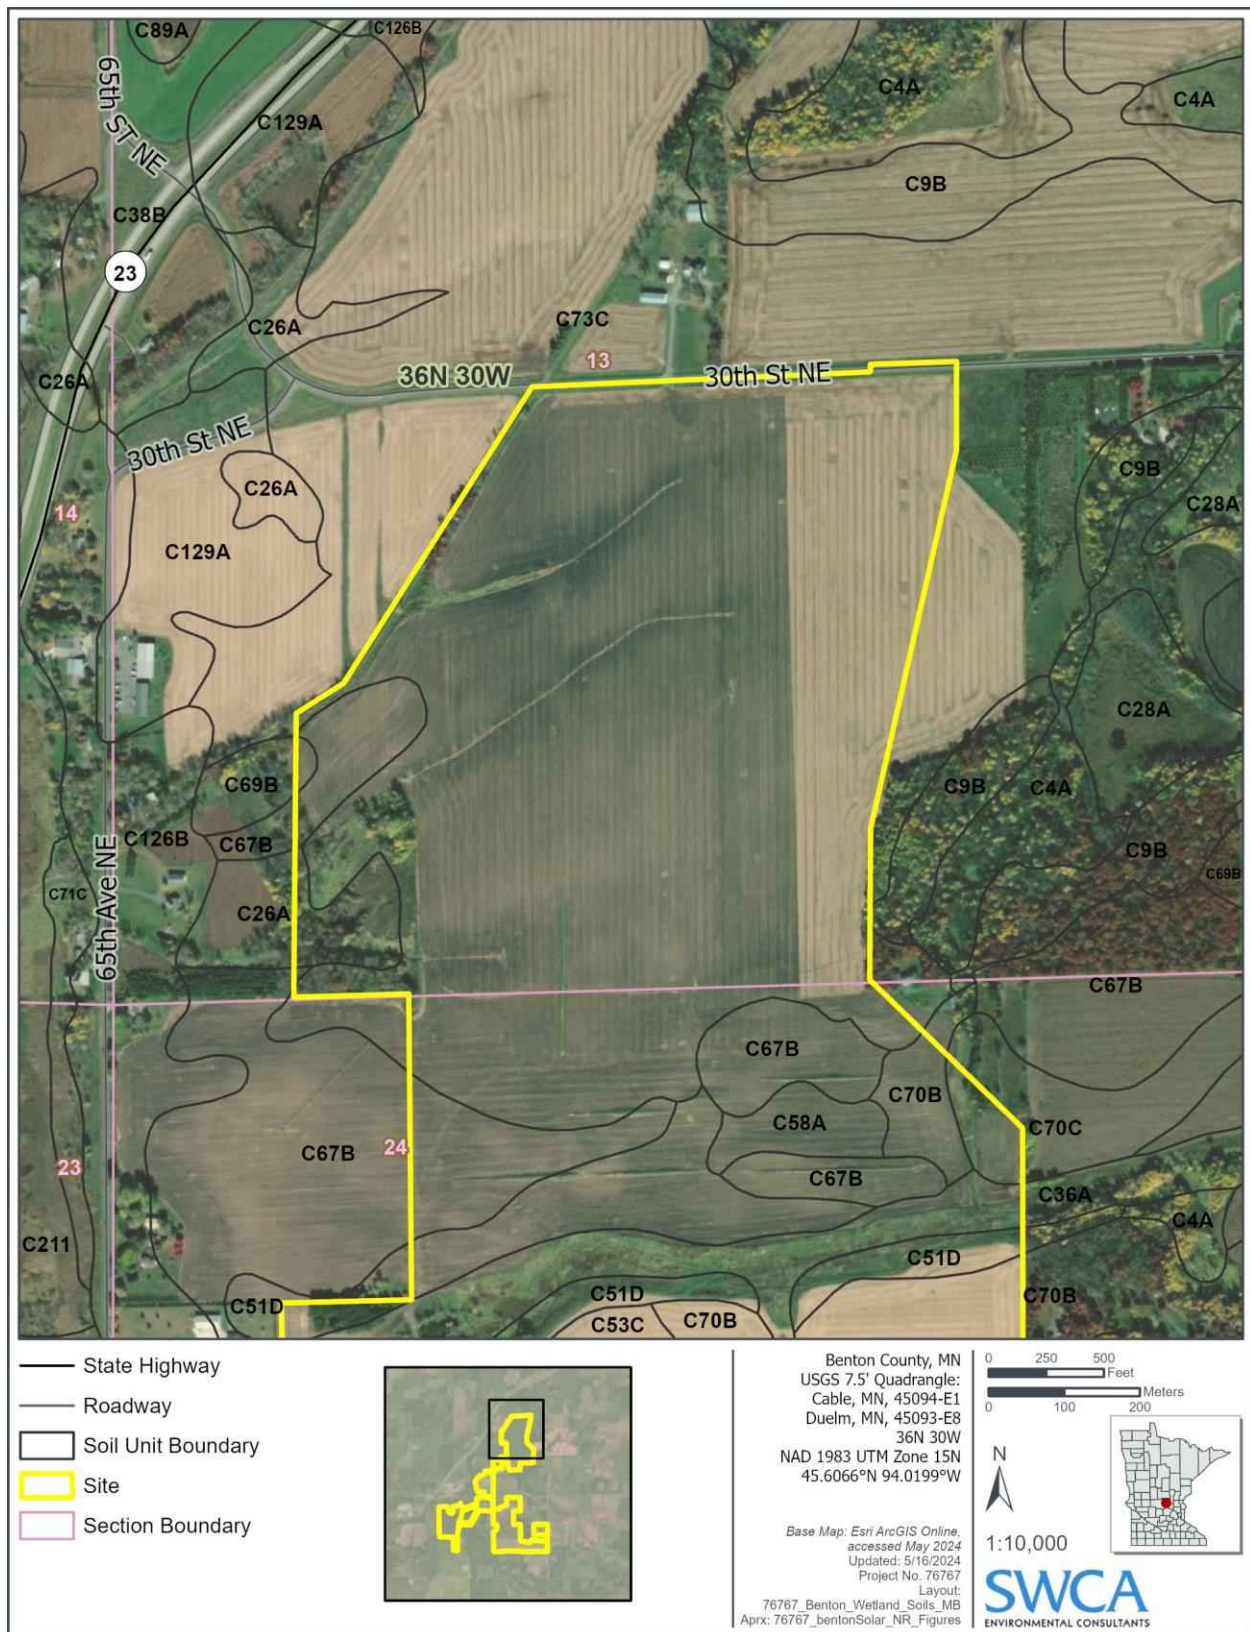 C89A
C126B
65th ST NE
C129A
C4A
C4A
C9B
C38B
23
C26A
C73C
13
C26A
36N 30W
30th St NE
30th St NE
C26A
C9B
C28A
14
C129A
C28A
C69B
C9B
C4A
C126B
C67B
C9B
C69B
C71C
65th Ave NE
C26A
C67B
C67B
C70B
C58A
C70C
C67B
24
23
C67B
C36A
C4A
C211
C51D
C51D
C51D
C70B
C53C
C70B
State Highway
Roadway
Soil Unit Boundary
Site
Section Boundary
Benton County, MN
USGS 7.5' Quadrangle:
Cable, MN, 45094-E1
Duelm, MN, 45093-E8
36N 30W
NAD 1983 UTM Zone 15N
45.6066°N 94.0199°W
Base Map: Esri ArcGIS Online,
accessed May 2024
Updated: 5/16/2024
Project No. 76767
Layout:
76767_Benton_Wetland_Soils_MB
Aprx: 76767_bentonSolar_NR_Figures
0 250 500
Feet
Meters
0 100 200
N
1:10,000
SWCA
ENVIRONMENTAL CONSULTANTS